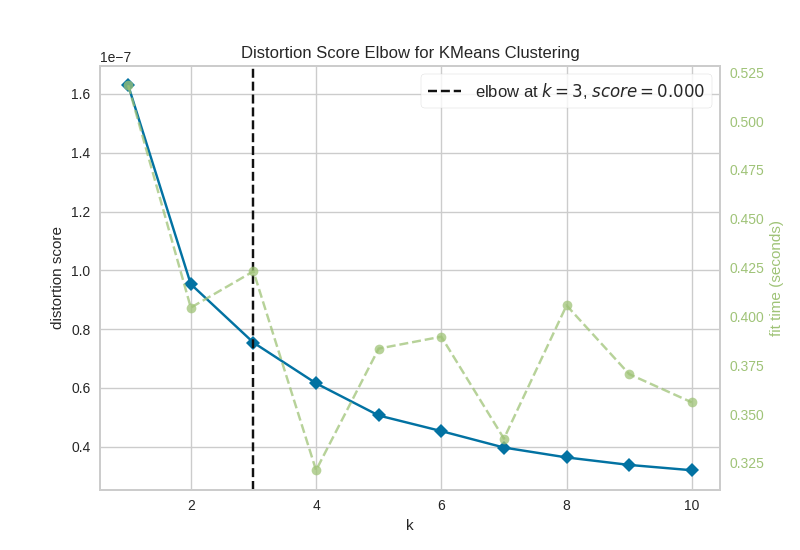 Distortion Score Elbow for KMeans Clustering
1e−7
elbow at k = 3, score = 0.000
1.6
1.4
1.2
1.0
0.8
0.6
0.4
distortion score
0.525
0.500
0.475
0.450
0.425
0.400
0.375
0.350
0.325
fit time (seconds)
2 4 6 8 10
k